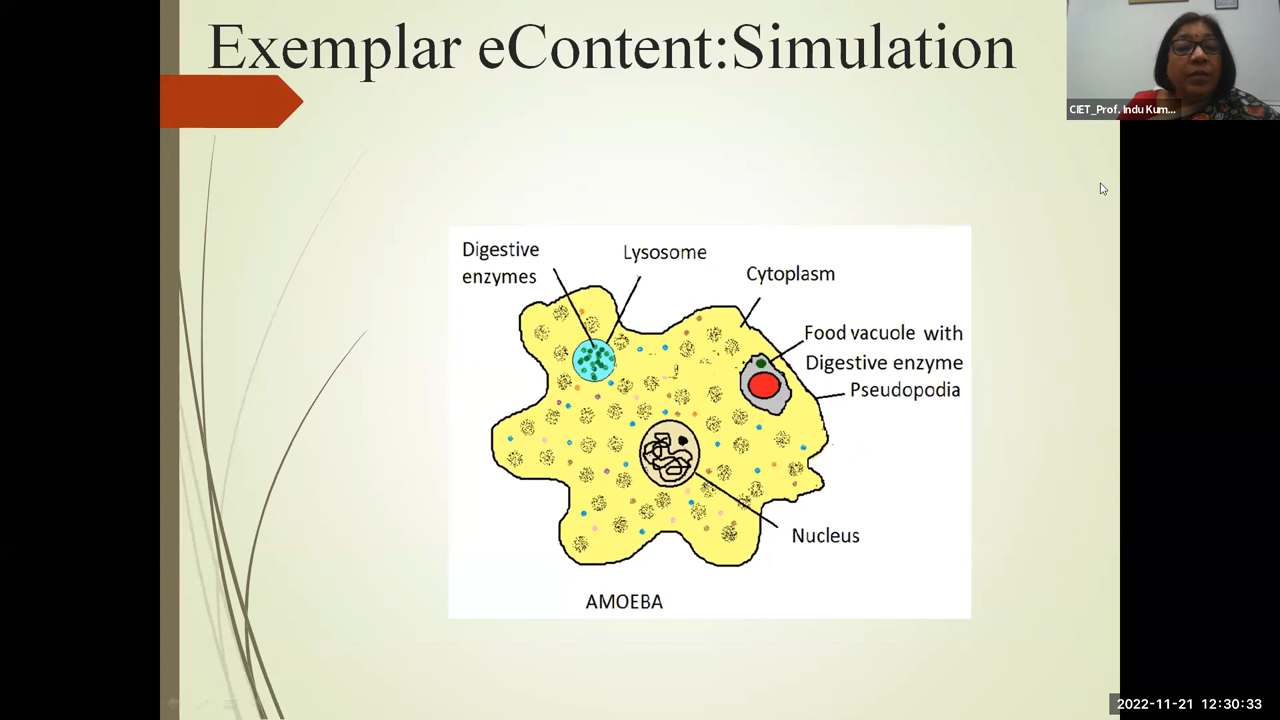 Exemplar eContent:Simulation
CIET_Prof. Indu Kum...
Digestive
enzymes
Lysosome
Cytoplasm
Food vacuole with
Digestive enzyme
Pseudopodia
Nucleus
AMOEBA
2022-11-21 12:30:33